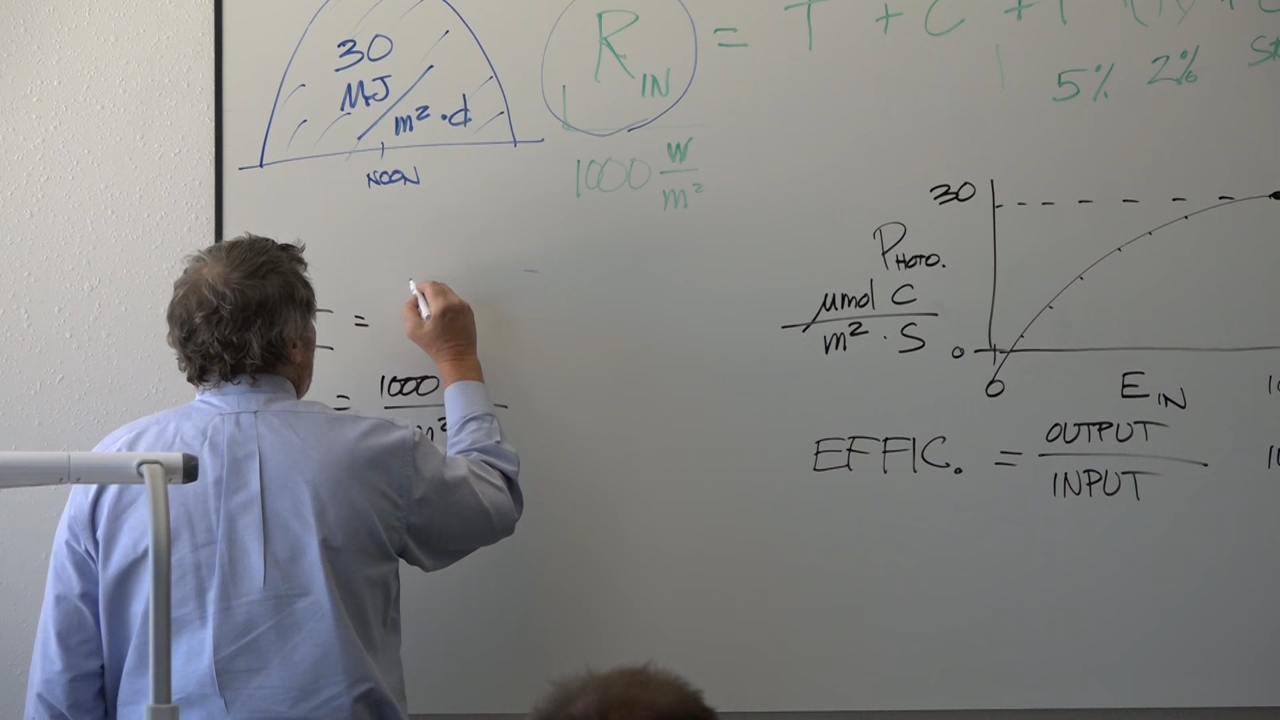 30
MJ
m² · d
NOON
R IN = T + C +
5% 2%
1000 W
m²
=
= 1000
m²
30
PHOTO.
μmol C
m² · S
0
0
E IN
EFFIC. = OUTPUT
INPUT